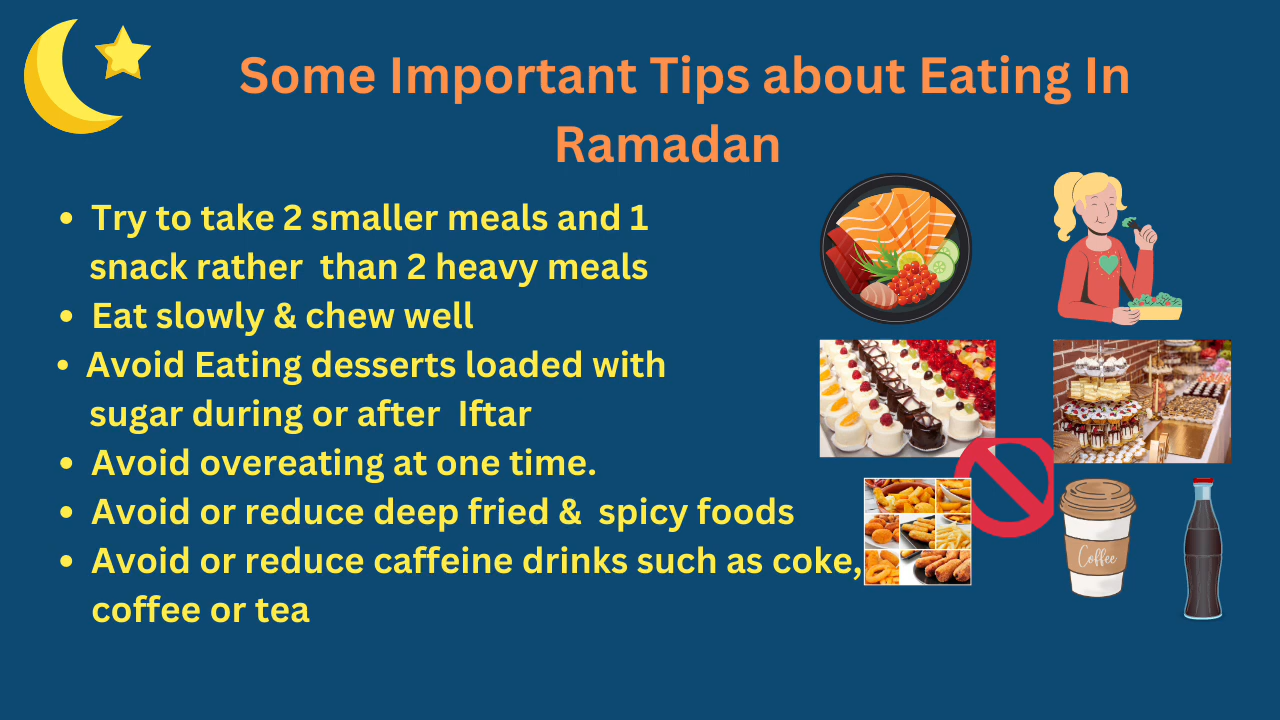 Some Important Tips about Eating In
Ramadan
• Try to take 2 smaller meals and 1
snack rather  than 2 heavy meals
• Eat slowly & chew well
• Avoid Eating desserts loaded with
sugar during or after  Iftar
• Avoid overeating at one time.
• Avoid or reduce deep fried &  spicy foods
• Avoid or reduce caffeine drinks such as coke,
coffee or tea
Coffee